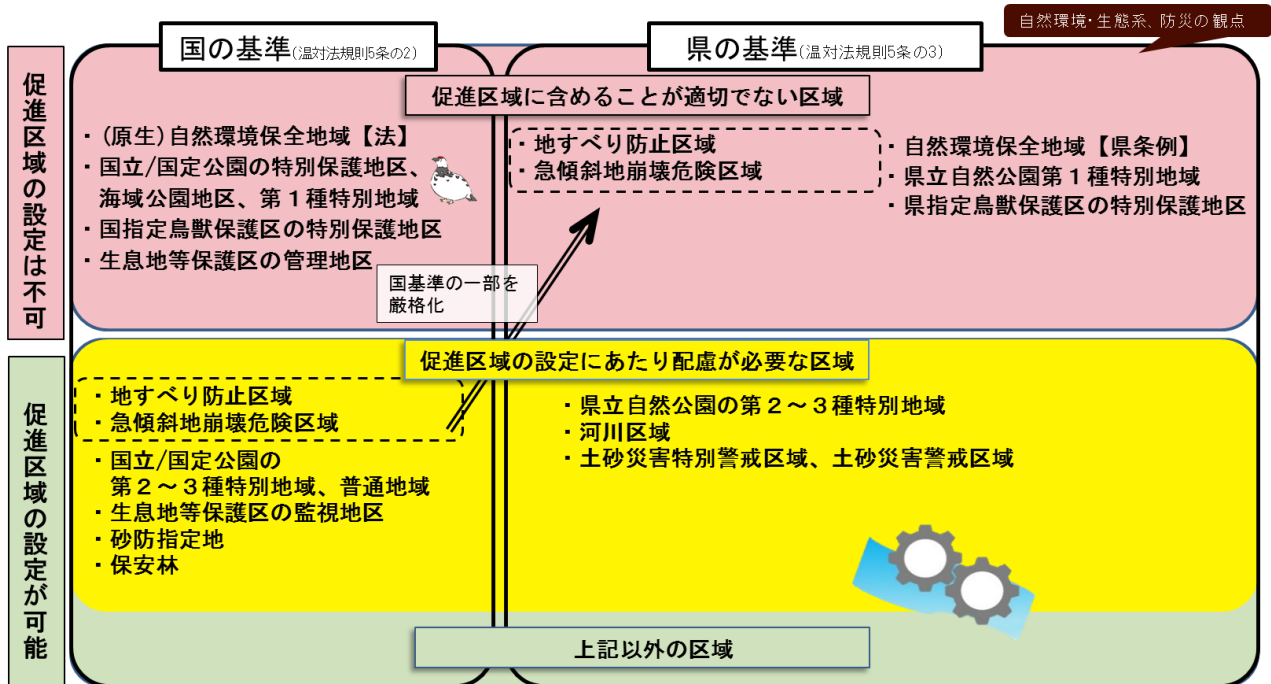 自然環境・生態系、防災の観点
国の基準(温対法規則5条の2)
県の基準(温対法規則5条の3)
促進区域の設定は不可
促進区域に含めることが適切でない区域
・(原生)自然環境保全地域【法】
・国立/国定公園の特別保護地区、
海域公園地区、第1種特別地域
・国指定鳥獣保護区の特別保護地区
・生息地等保護区の管理地区
・地すべり防止区域
・急傾斜地崩壊危険区域
・自然環境保全地域【県条例】
・県立自然公園第1種特別地域
・県指定鳥獣保護区の特別保護地区
国基準の一部を
厳格化
促進区域の設定が可能
促進区域の設定にあたり配慮が必要な区域
・地すべり防止区域
・急傾斜地崩壊危険区域
・国立/国定公園の
第2~3種特別地域、普通地域
・生息地等保護区の監視地区
・砂防指定地
・保安林
・県立自然公園の第2~3種特別地域
・河川区域
・土砂災害特別警戒区域、土砂災害警戒区域
上記以外の区域